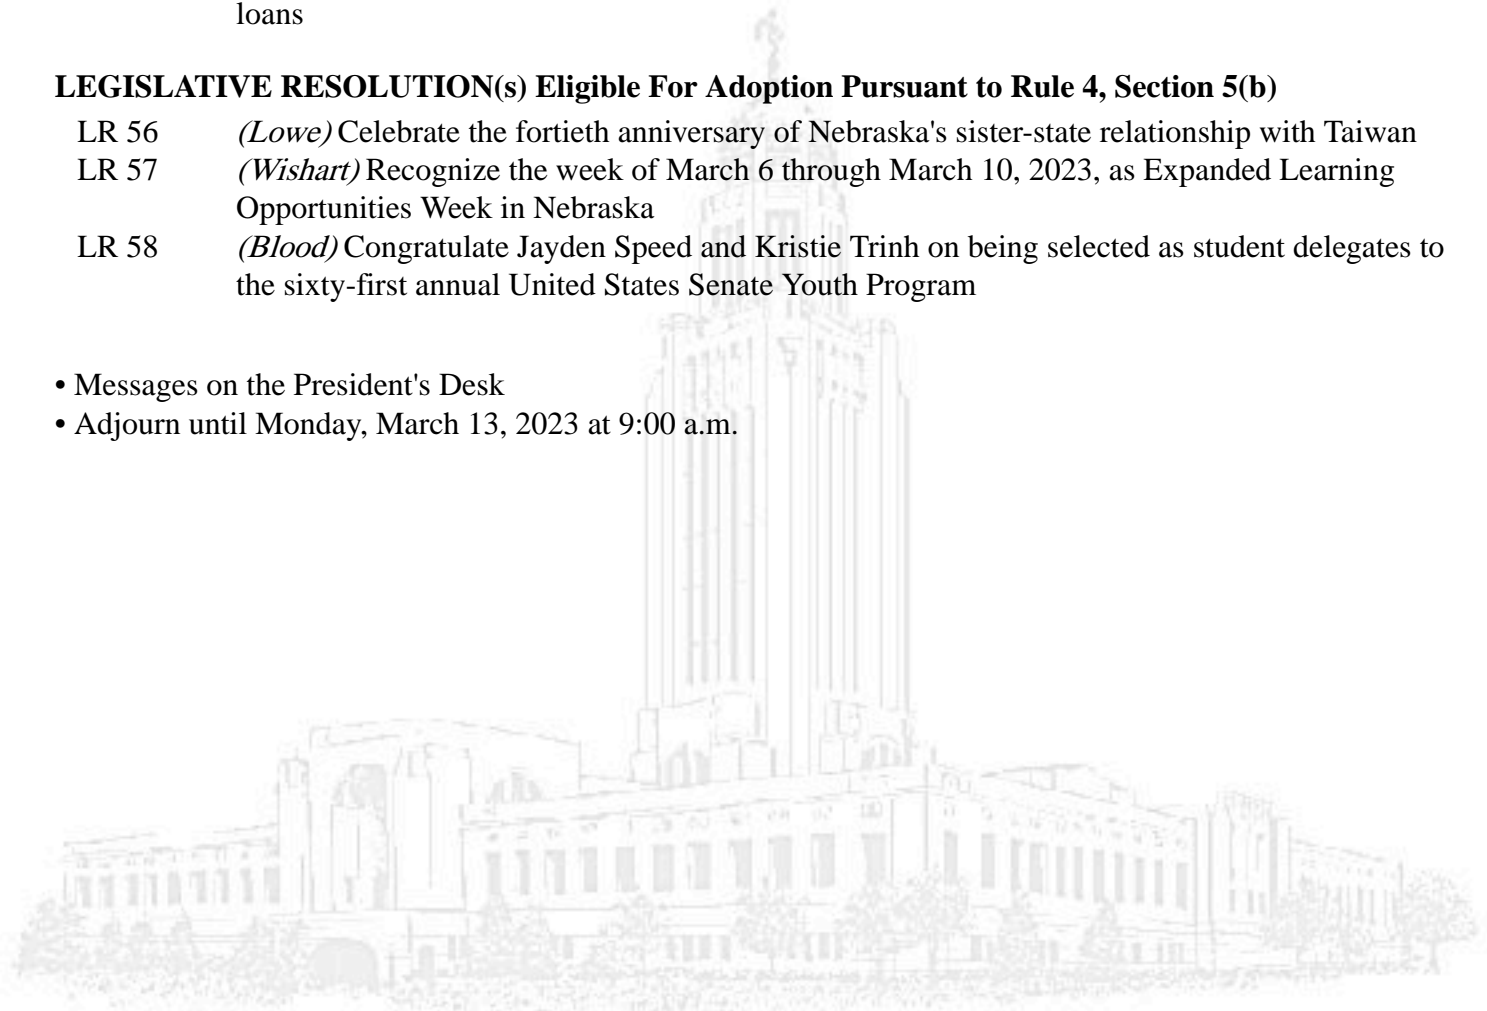 loans
LEGISLATIVE RESOLUTION(s) Eligible For Adoption Pursuant to Rule 4, Section 5(b)
LR 56 (Lowe) Celebrate the fortieth anniversary of Nebraska's sister-state relationship with Taiwan
LR 57 (Wishart) Recognize the week of March 6 through March 10, 2023, as Expanded Learning
Opportunities Week in Nebraska
LR 58 (Blood) Congratulate Jayden Speed and Kristie Trinh on being selected as student delegates to
the sixty-first annual United States Senate Youth Program
• Messages on the President's Desk
• Adjourn until Monday, March 13, 2023 at 9:00 a.m.